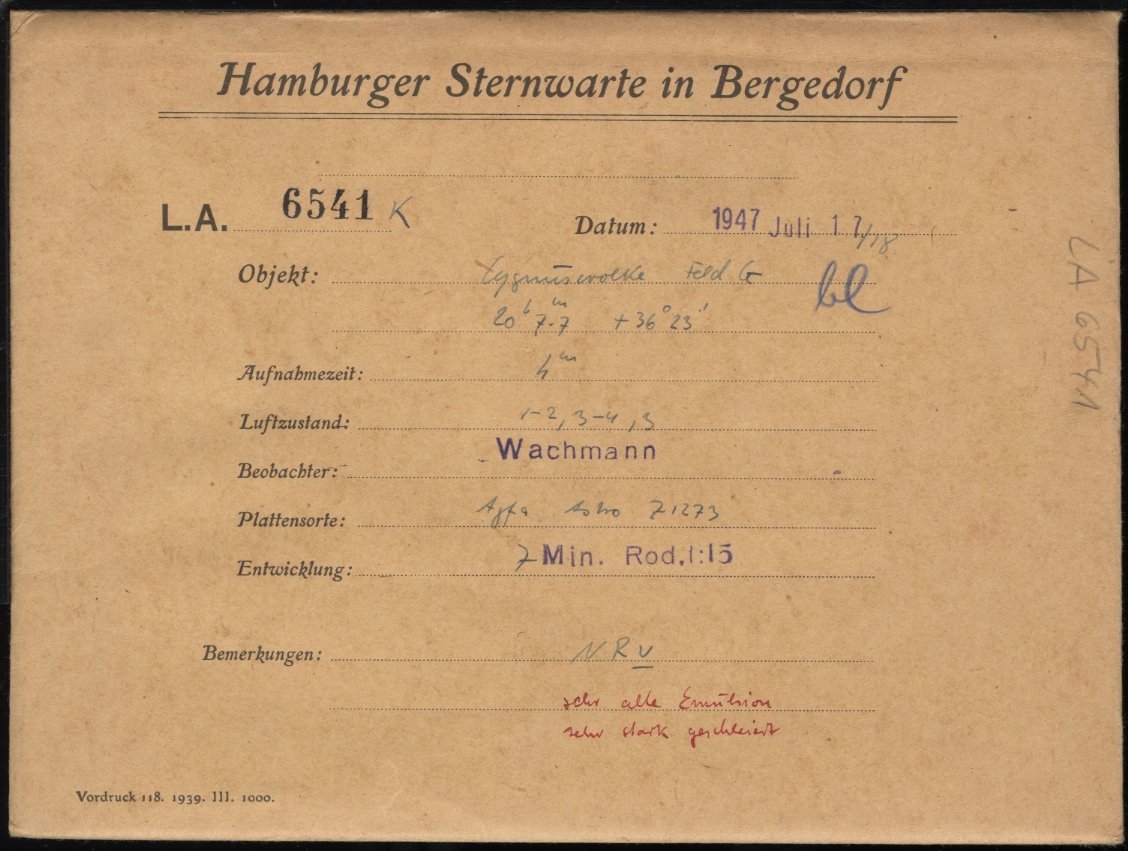 Hamburger Sternwarte in Bergedorf
L.A. 6541 K
Datum: 1947 Juli 17/18
Objekt: Cygnuswolke Feld G
bl
20h 7.7m +36° 23'
Aufnahmezeit: 4m
Luftzustand: 1-2, 3-4, 3
Beobachter: Wachmann
Plattensorte: Agfa Astro 71273
Entwicklung: 7 Min. Rod. 1:15
Bemerkungen: NR V
sehr alte Emulsion
sehr stark geschleiert
Vordruck 118. 1939. III. 1000.
LA 6541